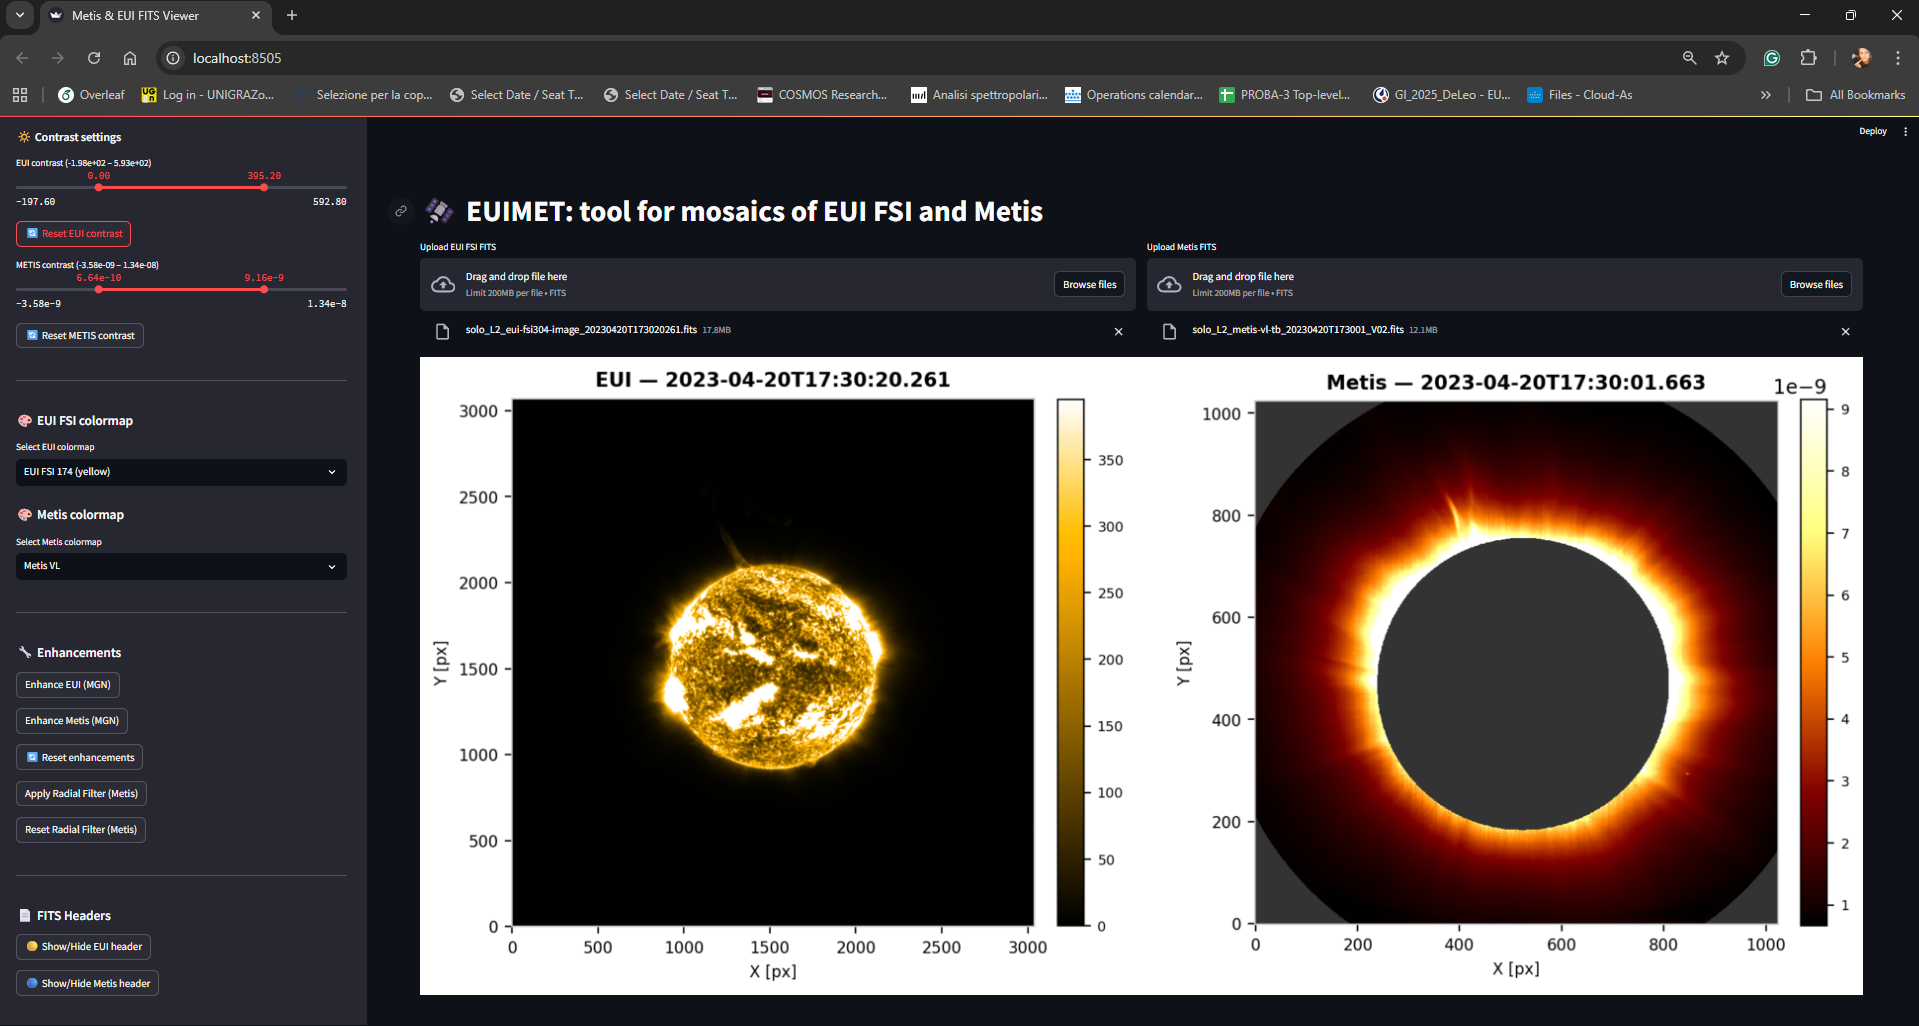 Metis & EUI FITS Viewer
localhost:8505
Overleaf
Log in - UNIGRAZo...
Selezione per la cop...
Select Date / Seat T...
Select Date / Seat T...
COSMOS Research...
Analisi spettropolari...
Operations calendar...
PROBA-3 Top-level...
GI_2025_DeLeo - EU...
Files - Cloud-As
All Bookmarks
Deploy
Contrast settings
EUI contrast (-1.98e+02 – 5.93e+02)
0.00
395.20
-197.60
592.80
Reset EUI contrast
METIS contrast (-3.58e-09 – 1.34e-08)
6.64e-10
9.16e-9
-3.58e-9
1.34e-8
Reset METIS contrast
EUI FSI colormap
Select EUI colormap
EUI FSI 174 (yellow)
Metis colormap
Select Metis colormap
Metis VL
Enhancements
Enhance EUI (MGN)
Enhance Metis (MGN)
Reset enhancements
Apply Radial Filter (Metis)
Reset Radial Filter (Metis)
FITS Headers
Show/Hide EUI header
Show/Hide Metis header
EUIMET: tool for mosaics of EUI FSI and Metis
Upload EUI FSI FITS
Drag and drop file here
Limit 200MB per file • FITS
Browse files
solo_L2_eui-fsi304-image_20230420T173020261.fits 17.8MB
Upload Metis FITS
Drag and drop file here
Limit 200MB per file • FITS
Browse files
solo_L2_metis-vl-tb_20230420T173001_V02.fits 12.1MB
EUI — 2023-04-20T17:30:20.261
3000
2500
2000
1500
1000
500
0
Y [px]
0 500 1000 1500 2000 2500 3000
X [px]
350
300
250
200
150
100
50
0
Metis — 2023-04-20T17:30:01.663
1e−9
1000
800
600
400
200
0
Y [px]
0 200 400 600 800 1000
X [px]
9
8
7
6
5
4
3
2
1